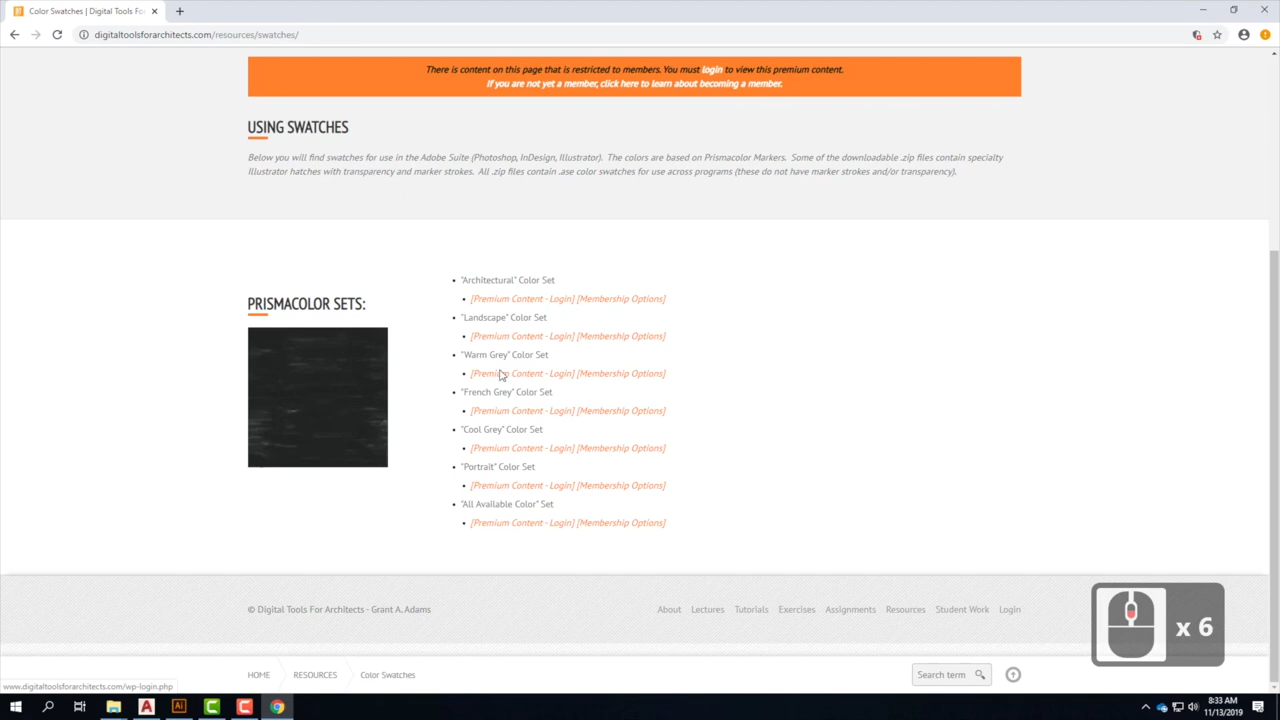 Color Swatches | Digital Tools Fo
digitaltoolsforarchitects.com/resources/swatches/
There is content on this page that is restricted to members. You must login to view this premium content.
If you are not yet a member, click here to learn about becoming a member.
USING SWATCHES
Below you will find swatches for use in the Adobe Suite (Photoshop, InDesign, Illustrator).  The colors are based on Prismacolor Markers.  Some of the downloadable .zip files contain specialty
Illustrator hatches with transparency and marker strokes.  All .zip files contain .ase color swatches for use across programs (these do not have marker strokes and/or transparency).
PRISMACOLOR SETS:
"Architectural" Color Set
[Premium Content - Login] [Membership Options]
"Landscape" Color Set
[Premium Content - Login] [Membership Options]
"Warm Grey" Color Set
[Premium Content - Login] [Membership Options]
"French Grey" Color Set
[Premium Content - Login] [Membership Options]
"Cool Grey" Color Set
[Premium Content - Login] [Membership Options]
"Portrait" Color Set
[Premium Content - Login] [Membership Options]
"All Available Color" Set
[Premium Content - Login] [Membership Options]
© Digital Tools For Architects - Grant A. Adams
About Lectures Tutorials Exercises Assignments Resources Student Work Login
x 6
HOME RESOURCES Color Swatches
Search term
www.digitaltoolsforarchitects.com/wp-login.php
8:33 AM
11/13/2019